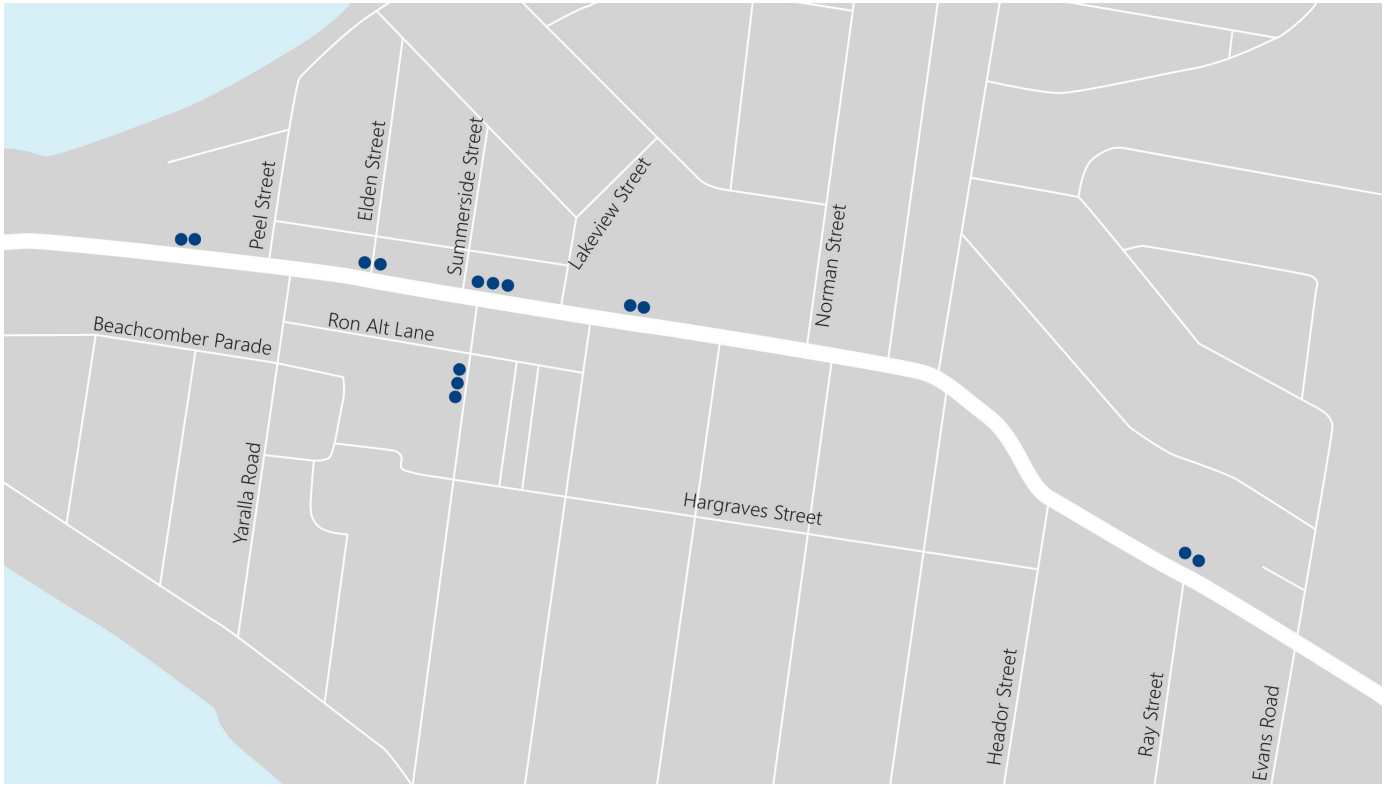 Elden Street
Summerside Street
Peel Street
Lakeview Street
Norman Street
Ron Alt Lane
Beachcomber Parade
Yaralla Road
Hargraves Street
Heador Street
Ray Street
Evans Road